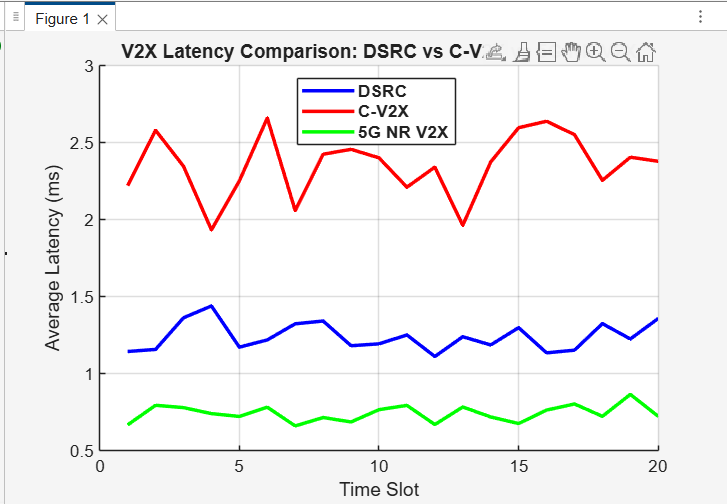 Figure 1
V2X Latency Comparison: DSRC vs C-V
DSRC
C-V2X
5G NR V2X
Average Latency (ms)
3
2.5
2
1.5
1
0.5
0 5 10 15 20
Time Slot